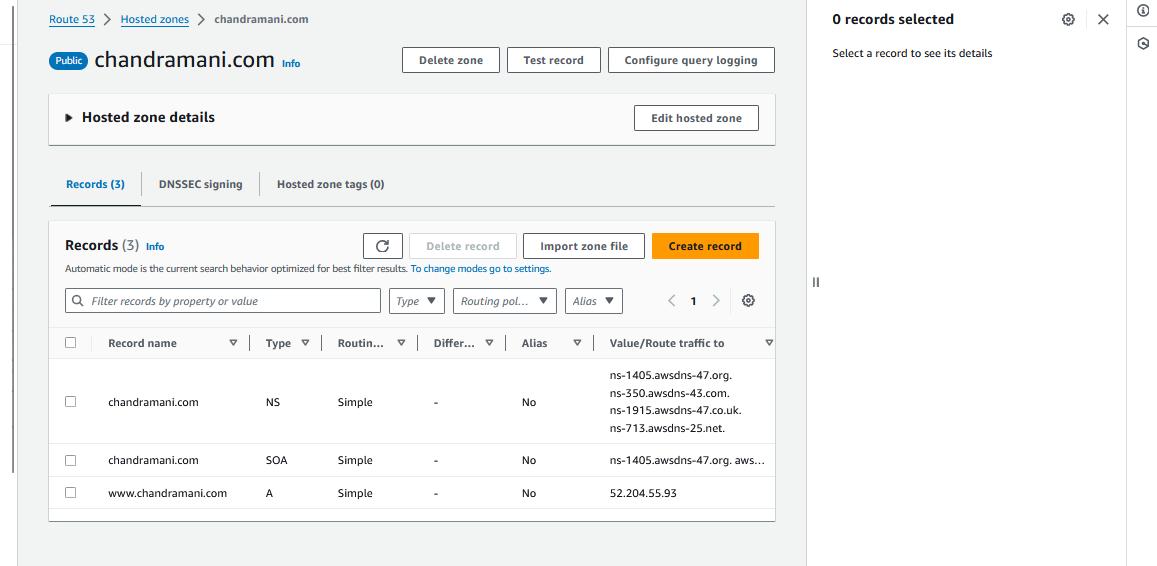 Route 53 > Hosted zones > chandramani.com
Public chandramani.com Info
Delete zone Test record Configure query logging
Hosted zone details Edit hosted zone
Records (3) DNSSEC signing Hosted zone tags (0)
Records (3) Info
Delete record Import zone file Create record
Automatic mode is the current search behavior optimized for best filter results. To change modes go to settings.
Filter records by property or value Type Routing pol... Alias 1
Record name Type Routin... Differ... Alias Value/Route traffic to
chandramani.com NS Simple - No
ns-1405.awsdns-47.org.
ns-350.awsdns-43.com.
ns-1915.awsdns-47.co.uk.
ns-713.awsdns-25.net.
chandramani.com SOA Simple - No ns-1405.awsdns-47.org. aws...
www.chandramani.com A Simple - No 52.204.55.93
0 records selected
Select a record to see its details